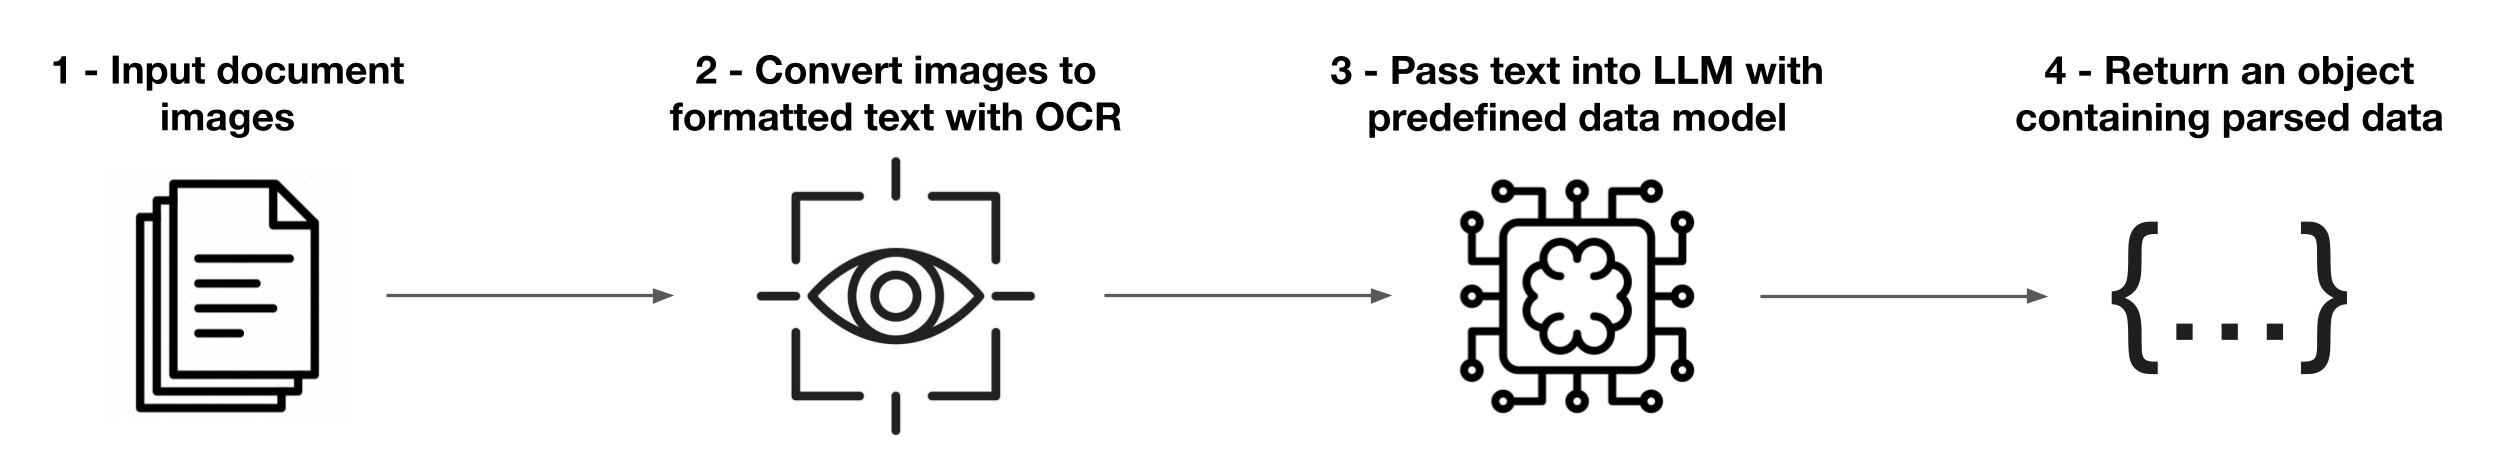 1 - Input document
images
2 - Convert images to
formatted text with OCR
3 - Pass text into LLM with
predefined data model
4 - Return an object
containing parsed data
{...}